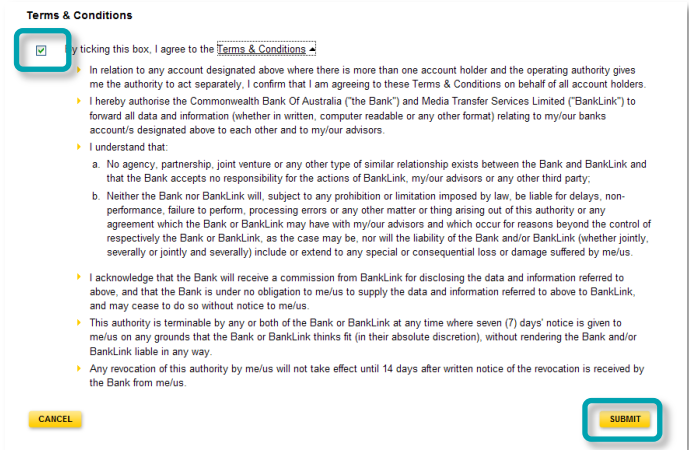 Terms & Conditions
y ticking this box, I agree to the Terms & Conditions
In relation to any account designated above where there is more than one account holder and the operating authority gives
me the authority to act separately, I confirm that I am agreeing to these Terms & Conditions on behalf of all account holders.
I hereby authorise the Commonwealth Bank Of Australia ("the Bank") and Media Transfer Services Limited ("BankLink") to
forward all data and information (whether in written, computer readable or any other format) relating to my/our banks
account/s designated above to each other and to my/our advisors.
I understand that:
a. No agency, partnership, joint venture or any other type of similar relationship exists between the Bank and BankLink and
that the Bank accepts no responsibility for the actions of BankLink, my/our advisors or any other third party;
b. Neither the Bank nor BankLink will, subject to any prohibition or limitation imposed by law, be liable for delays, non-
performance, failure to perform, processing errors or any other matter or thing arising out of this authority or any
agreement which the Bank or BankLink may have with my/our advisors and which occur for reasons beyond the control of
respectively the Bank or BankLink, as the case may be, nor will the liability of the Bank and/or BankLink (whether jointly,
severally or jointly and severally) include or extend to any special or consequential loss or damage suffered by me/us.
I acknowledge that the Bank will receive a commission from BankLink for disclosing the data and information referred to
above, and that the Bank is under no obligation to me/us to supply the data and information referred to above to BankLink,
and may cease to do so without notice to me/us.
This authority is terminable by any or both of the Bank or BankLink at any time where seven (7) days' notice is given to
me/us on any grounds that the Bank or BankLink thinks fit (in their absolute discretion), without rendering the Bank and/or
BankLink liable in any way.
Any revocation of this authority by me/us will not take effect until 14 days after written notice of the revocation is received by
the Bank from me/us.
CANCEL
SUBMIT